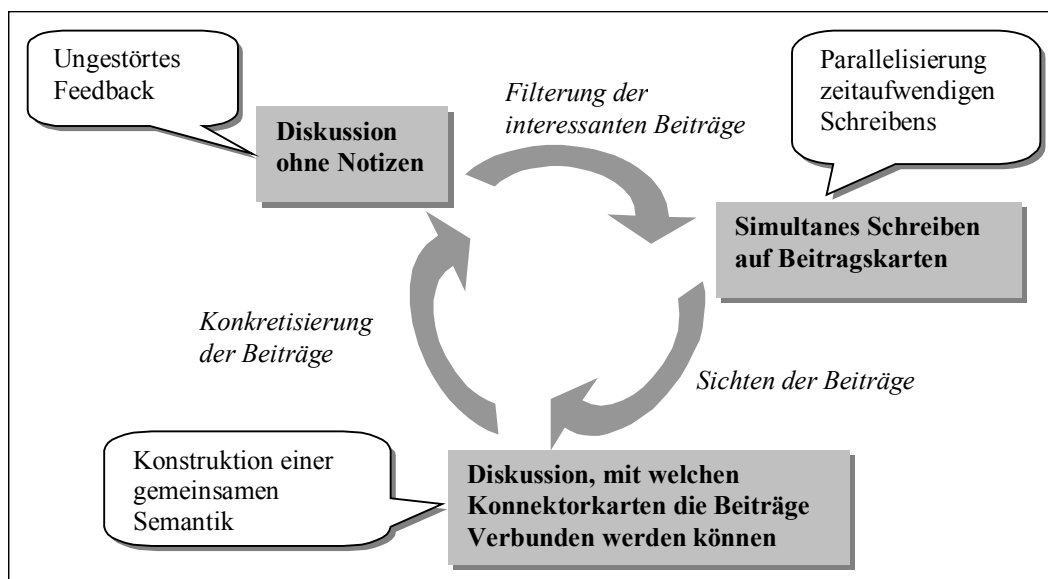 Ungestörtes
Feedback
Diskussion
ohne Notizen
Filterung der
interessanten Beiträge
Parallelisierung
zeitaufwendigen
Schreibens
Simultanes Schreiben
auf Beitragskarten
Konkretisierung
der Beiträge
Sichten der Beiträge
Konstruktion einer
gemeinsamen
Semantik
Diskussion, mit welchen
Konnektorkarten die Beiträge
Verbunden werden können